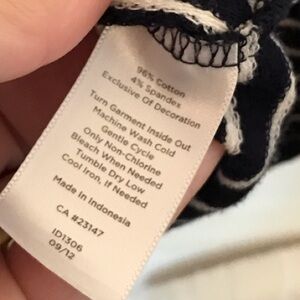 96% Cotton
4% Spandex
Exclusive Of Decoration
Turn Garment Inside Out
Machine Wash Cold
Gentle Cycle
Only Non-Chlorine
Bleach When Needed
Tumble Dry Low
Cool Iron, If Needed
Made In Indonesia
CA #23147
ID1306
09/12